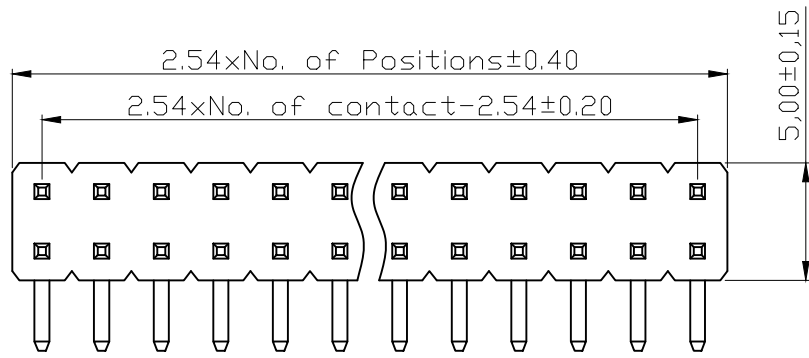 2.54xNo. of Positions±0.40
2.54xNo. of contact-2.54±0.20
5,00±0,15